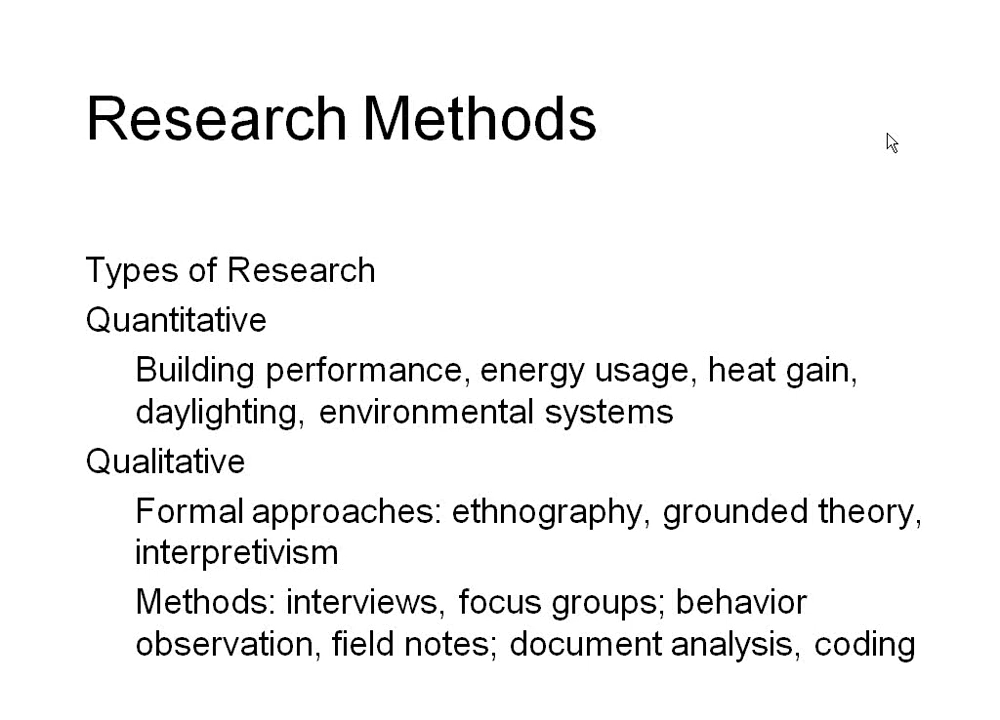 Research Methods
Types of Research
Quantitative
Building performance, energy usage, heat gain,
daylighting, environmental systems
Qualitative
Formal approaches: ethnography, grounded theory,
interpretivism
Methods: interviews, focus groups; behavior
observation, field notes; document analysis, coding